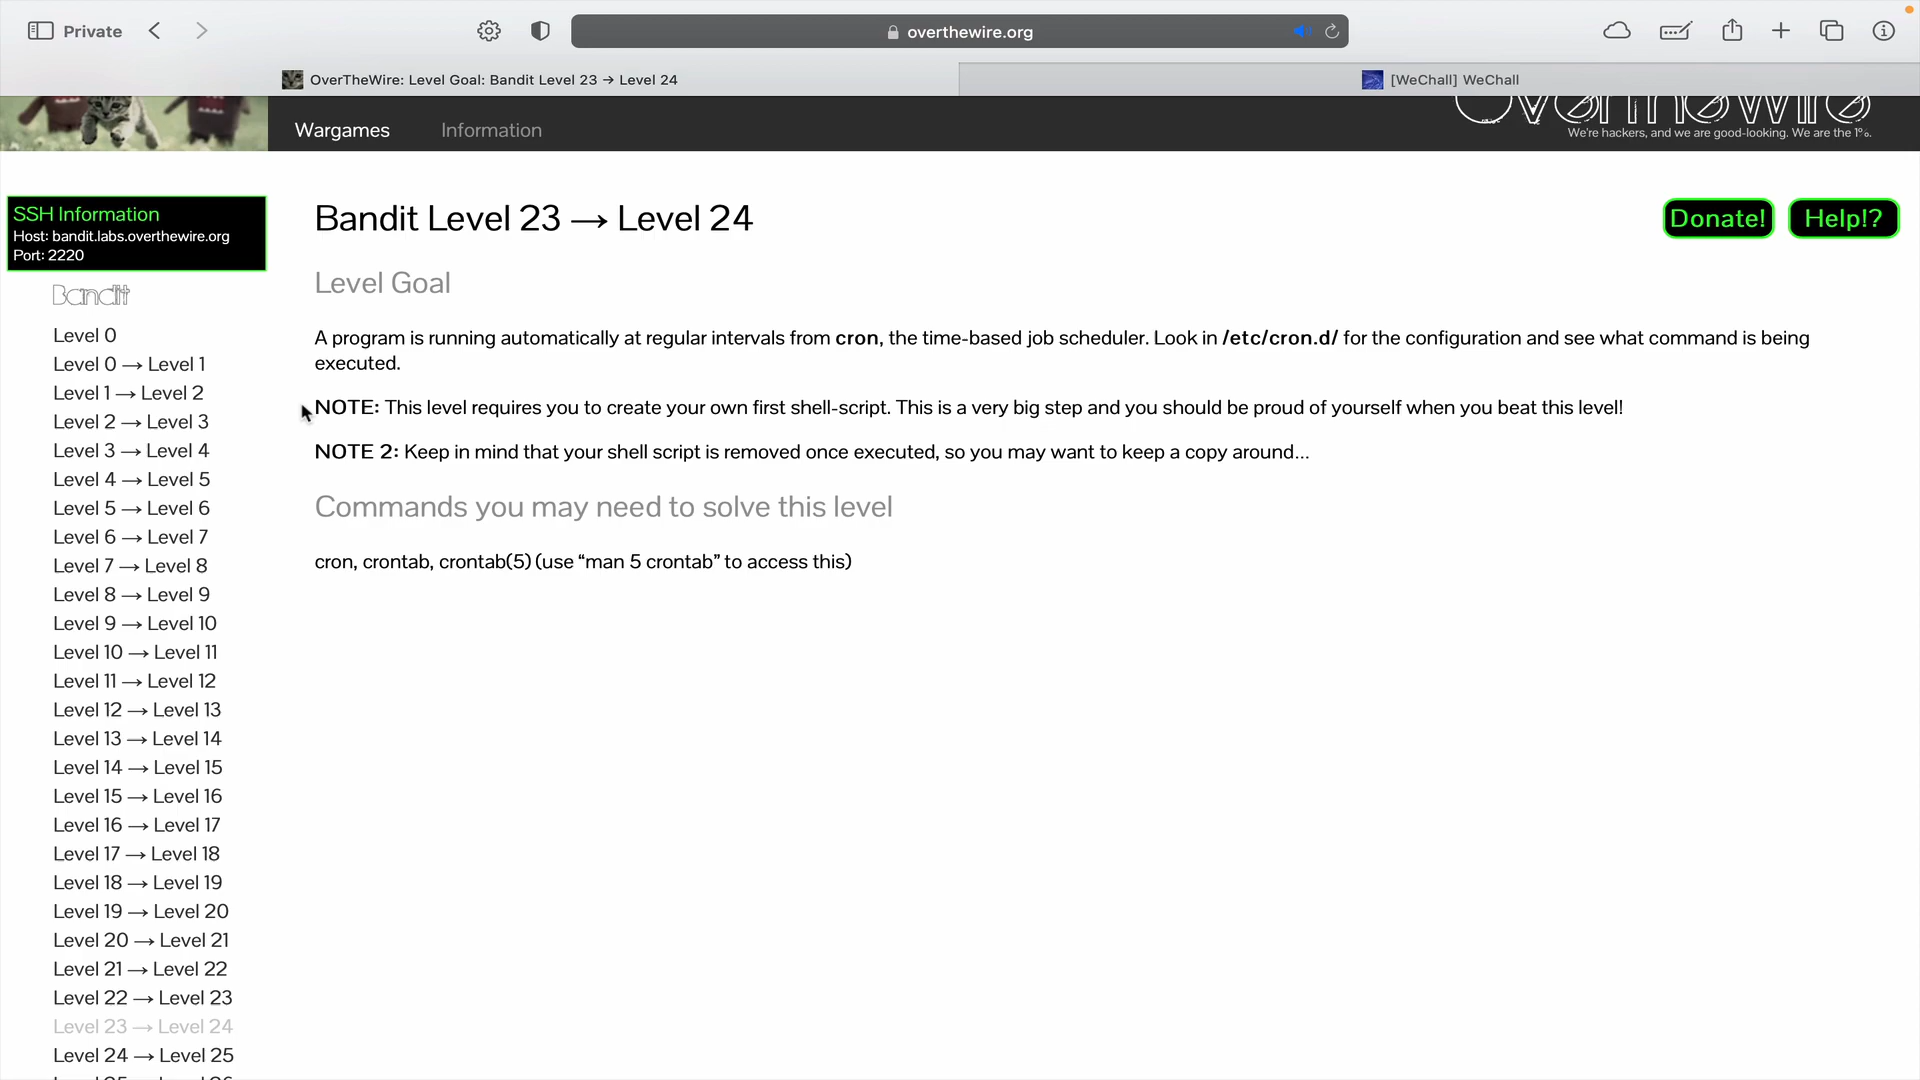 Private
overthewire.org
OverTheWire: Level Goal: Bandit Level 23 → Level 24
[WeChall] WeChall
Wargames
Information
OverTheWire
We're hackers, and we are good-looking. We are the 1%.
SSH Information
Host: bandit.labs.overthewire.org
Port: 2220
Bandit
Level 0
Level 0 → Level 1
Level 1 → Level 2
Level 2 → Level 3
Level 3 → Level 4
Level 4 → Level 5
Level 5 → Level 6
Level 6 → Level 7
Level 7 → Level 8
Level 8 → Level 9
Level 9 → Level 10
Level 10 → Level 11
Level 11 → Level 12
Level 12 → Level 13
Level 13 → Level 14
Level 14 → Level 15
Level 15 → Level 16
Level 16 → Level 17
Level 17 → Level 18
Level 18 → Level 19
Level 19 → Level 20
Level 20 → Level 21
Level 21 → Level 22
Level 22 → Level 23
Level 23 → Level 24
Level 24 → Level 25
Bandit Level 23 → Level 24
Donate!
Help!?
Level Goal
A program is running automatically at regular intervals from cron, the time-based job scheduler. Look in /etc/cron.d/ for the configuration and see what command is being
executed.
NOTE: This level requires you to create your own first shell-script. This is a very big step and you should be proud of yourself when you beat this level!
NOTE 2: Keep in mind that your shell script is removed once executed, so you may want to keep a copy around…
Commands you may need to solve this level
cron, crontab, crontab(5) (use “man 5 crontab” to access this)